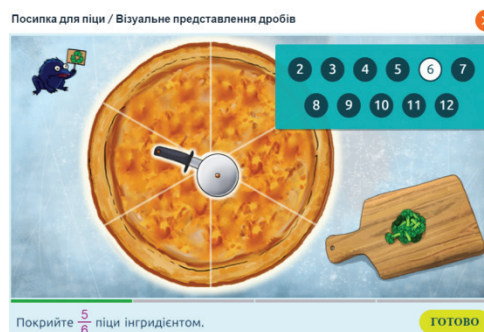 Посипка для піци / Візуальне представлення дробів
2 3 4 5 6 7
8 9 10 11 12
Покрийте 5/6 піци інгридієнтом.
ГОТОВО